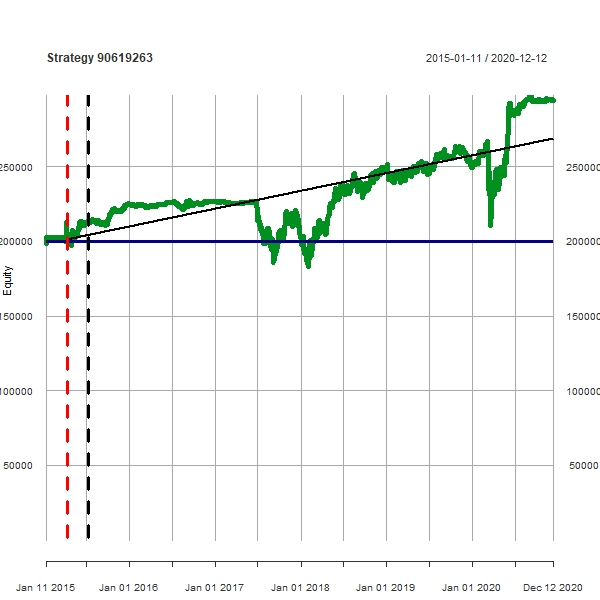 Strategy 90619263
2015-01-11 / 2020-12-12
250000 250000
200000 200000
Equity
150000 150000
100000 100000
50000 50000
Jan 11 2015 Jan 01 2016 Jan 01 2017 Jan 01 2018 Jan 01 2019 Jan 01 2020 Dec 12 2020